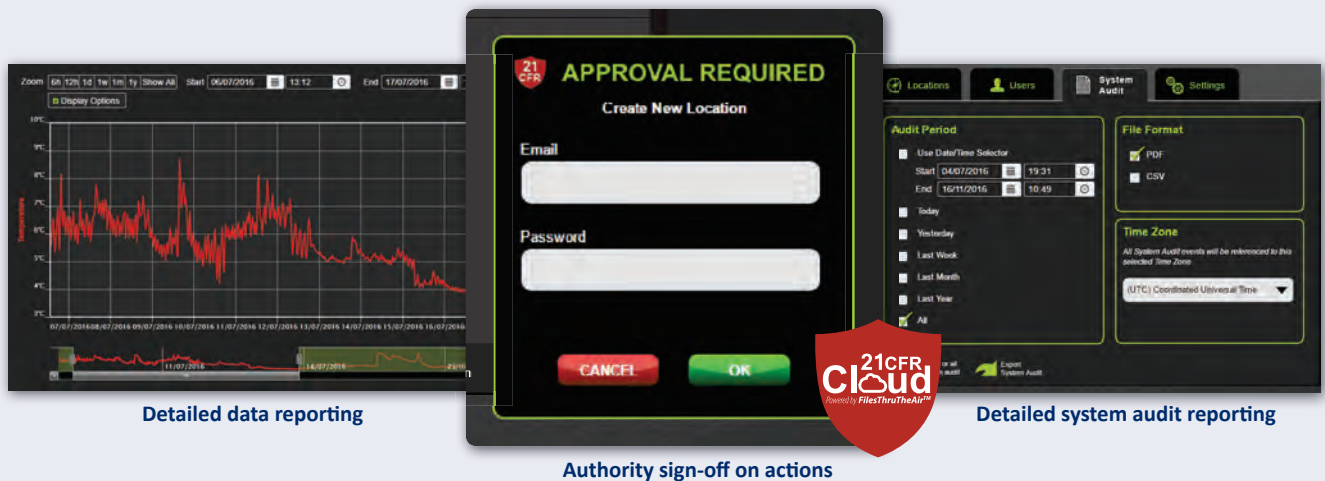 Zoom 6h 12h 1d 1w 1m 1y Show All Start 06/07/2016 13:12 End 17/07/2016
Display Options
10°C
9°C
8°C
7°C
6°C
5°C
4°C
3°C
Temperature
07/07/2016 08/07/2016 09/07/2016 10/07/2016 11/07/2016 12/07/2016 13/07/2016 14/07/2016 15/07/2016 16/07/2016
11/07/2016 14/07/2016
Detailed data reporting
21
CFR
APPROVAL REQUIRED
Create New Location
Email
Password
CANCEL OK
Authority sign-off on actions
Locations Users System Audit Settings
Audit Period
Use Date/Time Selector
Start 04/07/2016 19:31
End 16/11/2016 10:49
Today
Yesterday
Last Week
Last Month
Last Year
All
File Format
PDF
CSV
Time Zone
All System Audit events will be referenced to this
selected Time Zone
(UTC) Coordinated Universal Time
Export
System Audit
21CFR
Cloud
Powered by FilesThruTheAir™
Detailed system audit reporting